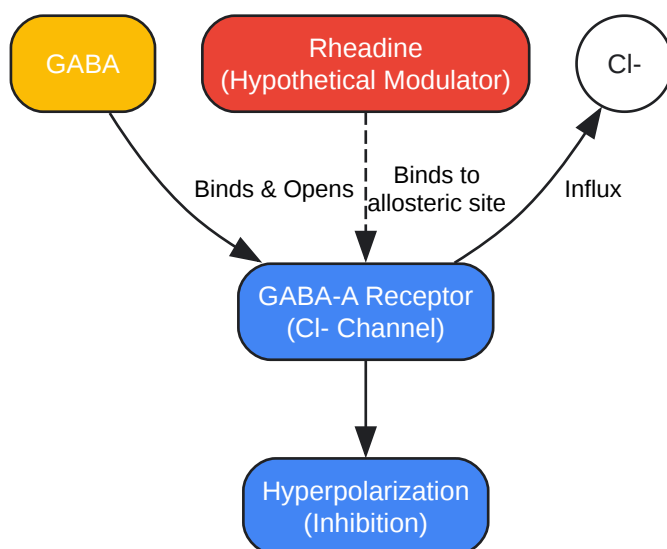 GABA
Rheadine
(Hypothetical Modulator)
Cl-
Binds & Opens
Binds to
allosteric site
Influx
GABA-A Receptor
(Cl- Channel)
Hyperpolarization
(Inhibition)